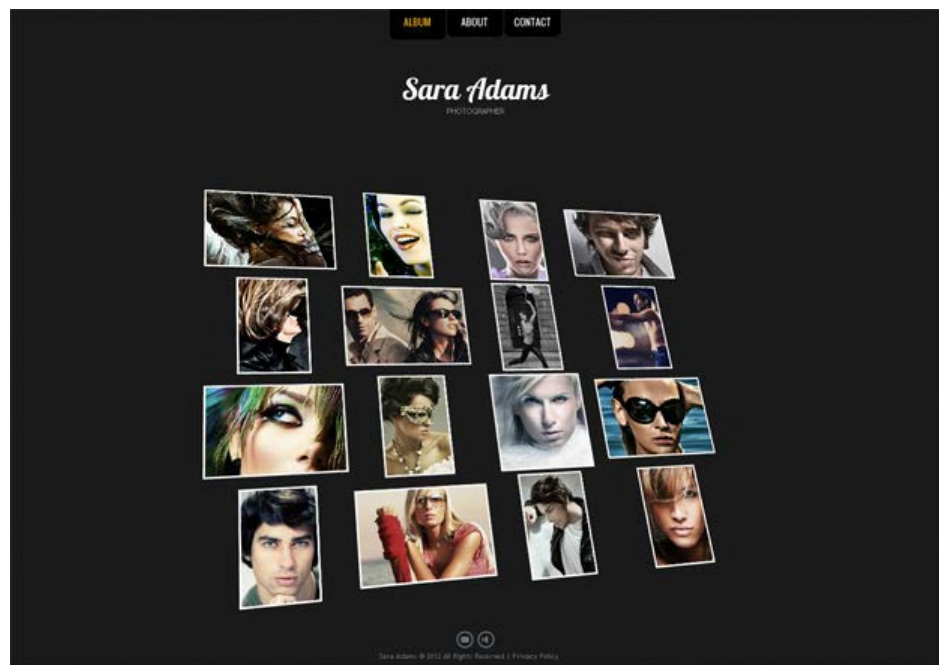 ALBUM ABOUT CONTACT
Sara Adams
PHOTOGRAPHER
Sara Adams © 2012 All Rights Reserved | Privacy Policy